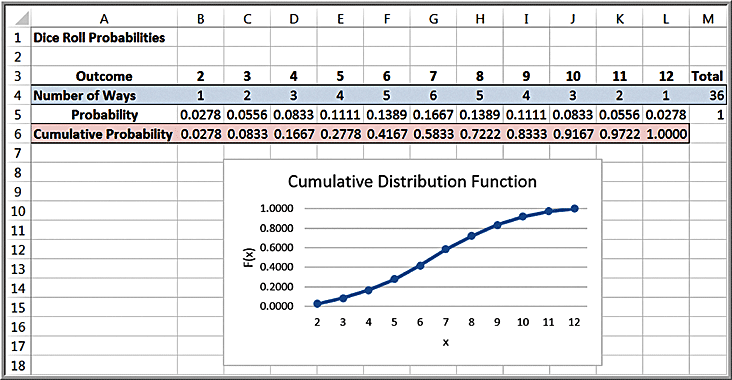 A B C D E F G H I J K L M
1 Dice Roll Probabilities
2
3 Outcome 2 3 4 5 6 7 8 9 10 11 12 Total
4 Number of Ways 1 2 3 4 5 6 5 4 3 2 1 36
5 Probability 0.0278 0.0556 0.0833 0.1111 0.1389 0.1667 0.1389 0.1111 0.0833 0.0556 0.0278 1
6 Cumulative Probability 0.0278 0.0833 0.1667 0.2778 0.4167 0.5833 0.7222 0.8333 0.9167 0.9722 1.0000
7
8 Cumulative Distribution Function
9
10 1.0000
11 0.8000
12 0.6000
13 F(x) 0.4000
14 0.2000
15 0.0000
16 2 3 4 5 6 7 8 9 10 11 12
17 x
18